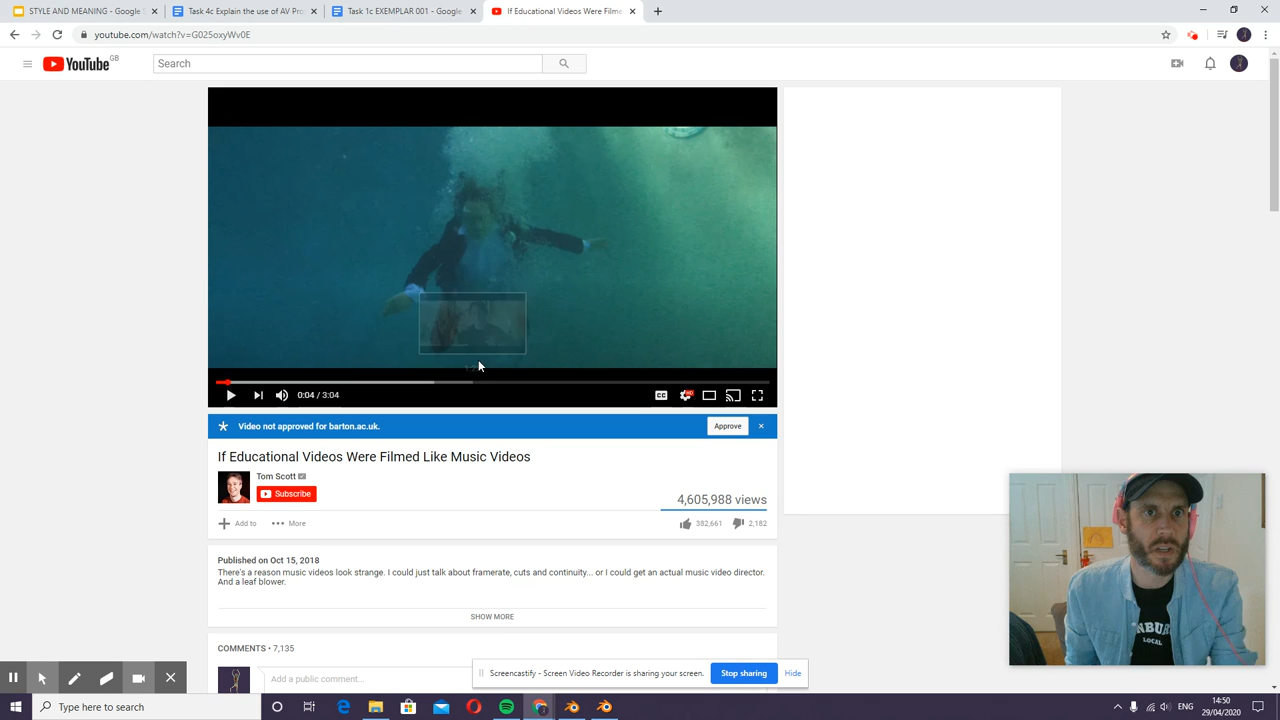 STYLE AND MEANING - Google S
Task 4c Explain the use of AV Pro
Task 1c EXEMPLAR 001 - Google
If Educational Videos Were Filme
youtube.com/watch?v=G025oxyWv0E
YouTube GB
Search
0:04 / 3:04
CC
HD
Video not approved for barton.ac.uk.
Approve
If Educational Videos Were Filmed Like Music Videos
Tom Scott
Subscribe
4,605,988 views
Add to
More
382,661
2,182
Published on Oct 15, 2018
There's a reason music videos look strange. I could just talk about framerate, cuts and continuity... or I could get an actual music video director.
And a leaf blower.
SHOW MORE
COMMENTS • 7,135
Add a public comment...
Screencastify - Screen Video Recorder is sharing your screen.
Stop sharing
Hide
LOCAL
Type here to search
ENG
14:50
29/04/2020